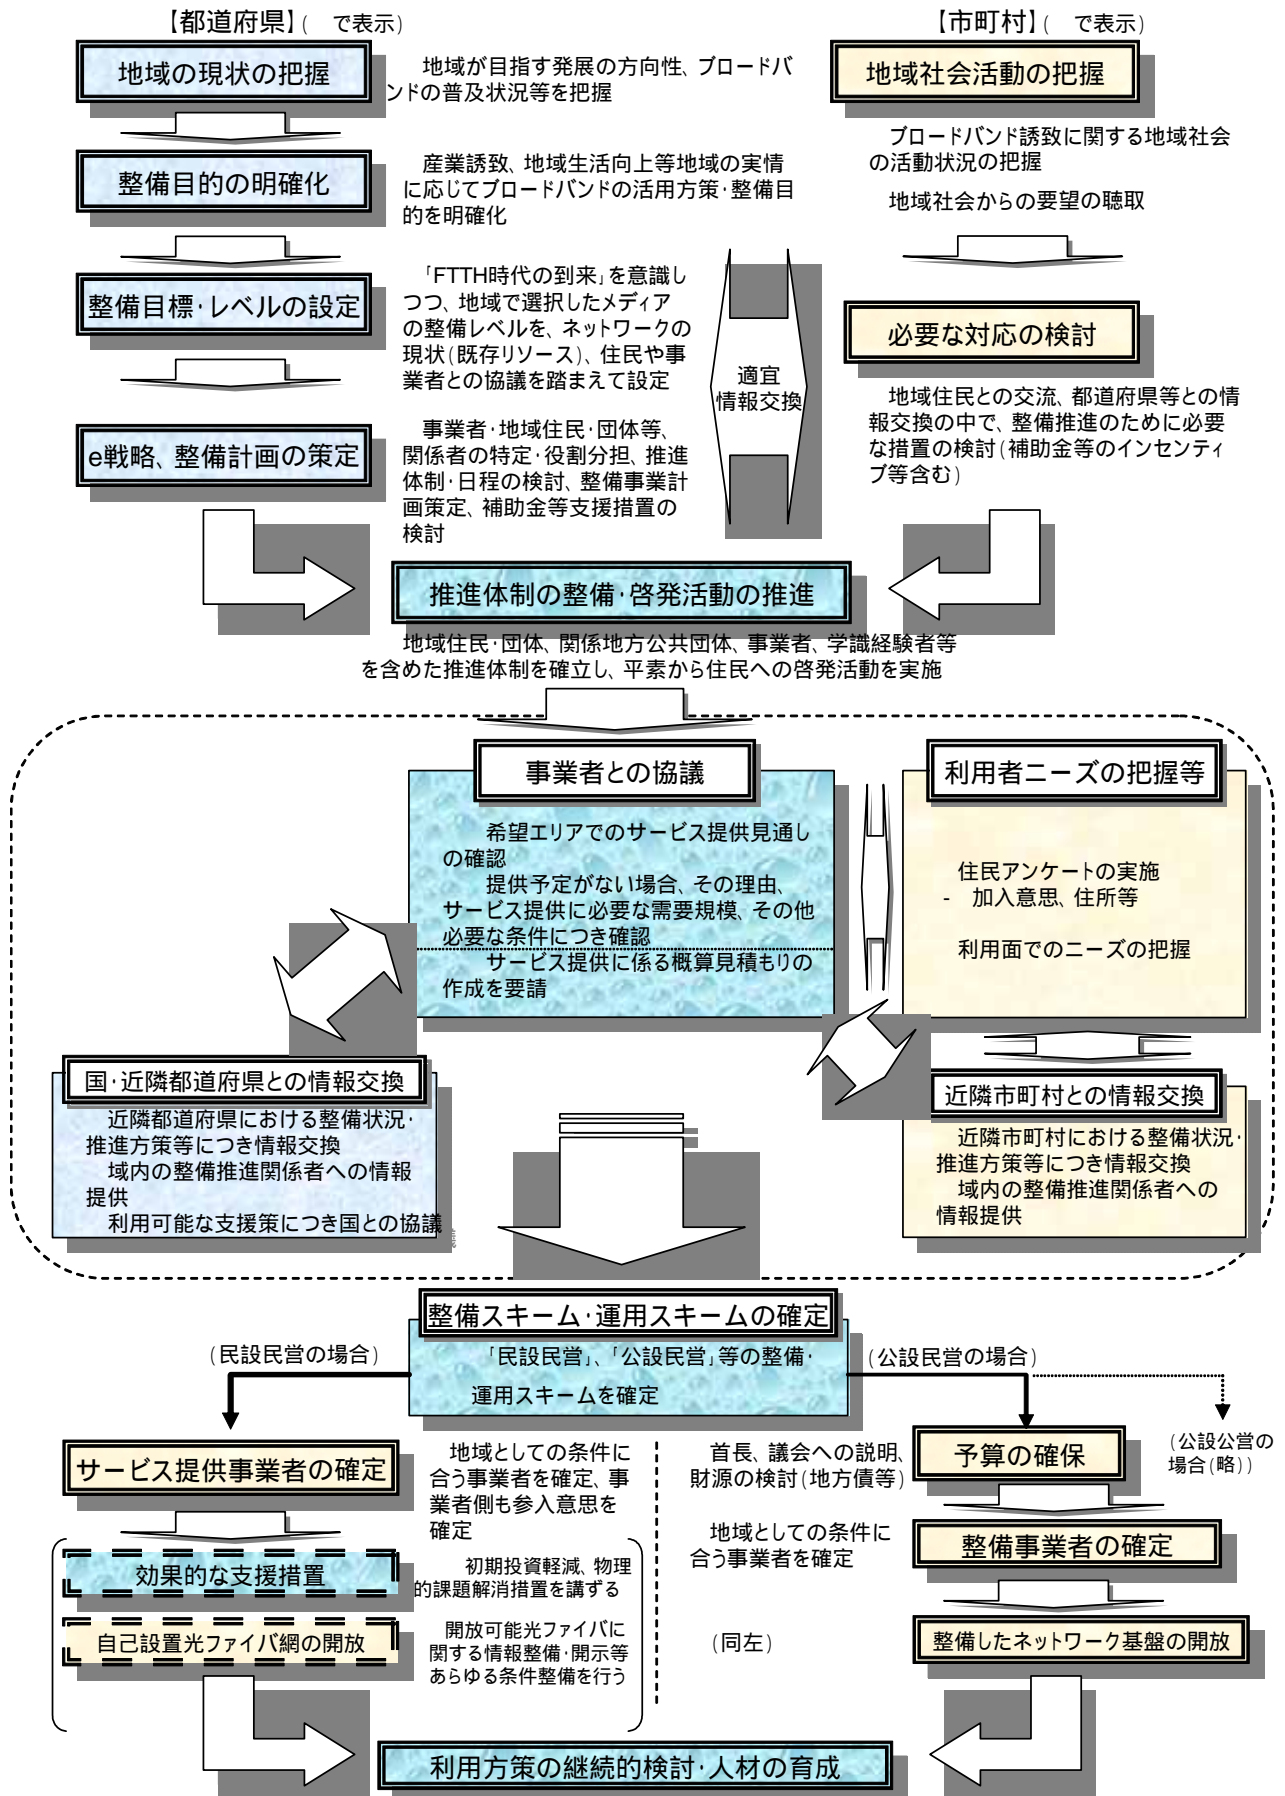 【都道府県】(　で表示)
地域の現状の把握
地域が目指す発展の方向性、ブロードバ
ンドの普及状況等を把握
整備目的の明確化
産業誘致、地域生活向上等地域の実情
に応じてブロードバンドの活用方策･整備目
的を明確化
整備目標･レベルの設定
「FTTH時代の到来」を意識し
つつ、地域で選択したメディア
の整備レベルを、ネットワークの
現状(既存リソース)、住民や事
業者との協議を踏まえて設定
e戦略、整備計画の策定
事業者･地域住民･団体等、
関係者の特定･役割分担、推進
体制･日程の検討、整備事業計
画策定、補助金等支援措置の
検討
適宜
情報交換
【市町村】(　で表示)
地域社会活動の把握
ブロードバンド誘致に関する地域社会
の活動状況の把握
地域社会からの要望の聴取
必要な対応の検討
地域住民との交流、都道府県等との情
報交換の中で、整備推進のために必要
な措置の検討(補助金等のインセンティ
ブ等含む)
推進体制の整備･啓発活動の推進
地域住民･団体、関係地方公共団体、事業者、学識経験者等
を含めた推進体制を確立し、平素から住民への啓発活動を実施
事業者との協議
希望エリアでのサービス提供見通し
の確認
提供予定がない場合、その理由、
サービス提供に必要な需要規模、その他
必要な条件につき確認
サービス提供に係る概算見積もりの
作成を要請
利用者ニーズの把握等
住民アンケートの実施
-　加入意思、住所等
利用面でのニーズの把握
国･近隣都道府県との情報交換
近隣都道府県における整備状況･
推進方策等につき情報交換
域内の整備推進関係者への情報
提供
利用可能な支援策につき国との協議
近隣市町村との情報交換
近隣市町村における整備状況･
推進方策等につき情報交換
域内の整備推進関係者への
情報提供
整備スキーム･運用スキームの確定
「民設民営」、「公設民営」等の整備･
運用スキームを確定
(民設民営の場合)
(公設民営の場合)
(公設公営の
場合(略))
サービス提供事業者の確定
地域としての条件に
合う事業者を確定、事
業者側も参入意思を
確定
効果的な支援措置
初期投資軽減、物理
的課題解消措置を講ずる
自己設置光ファイバ網の開放
開放可能光ファイバに
関する情報整備･開示等
あらゆる条件整備を行う
首長、議会への説明、
財源の検討(地方債等)
予算の確保
地域としての条件に
合う事業者を確定
整備事業者の確定
(同左)
整備したネットワーク基盤の開放
利用方策の継続的検討･人材の育成